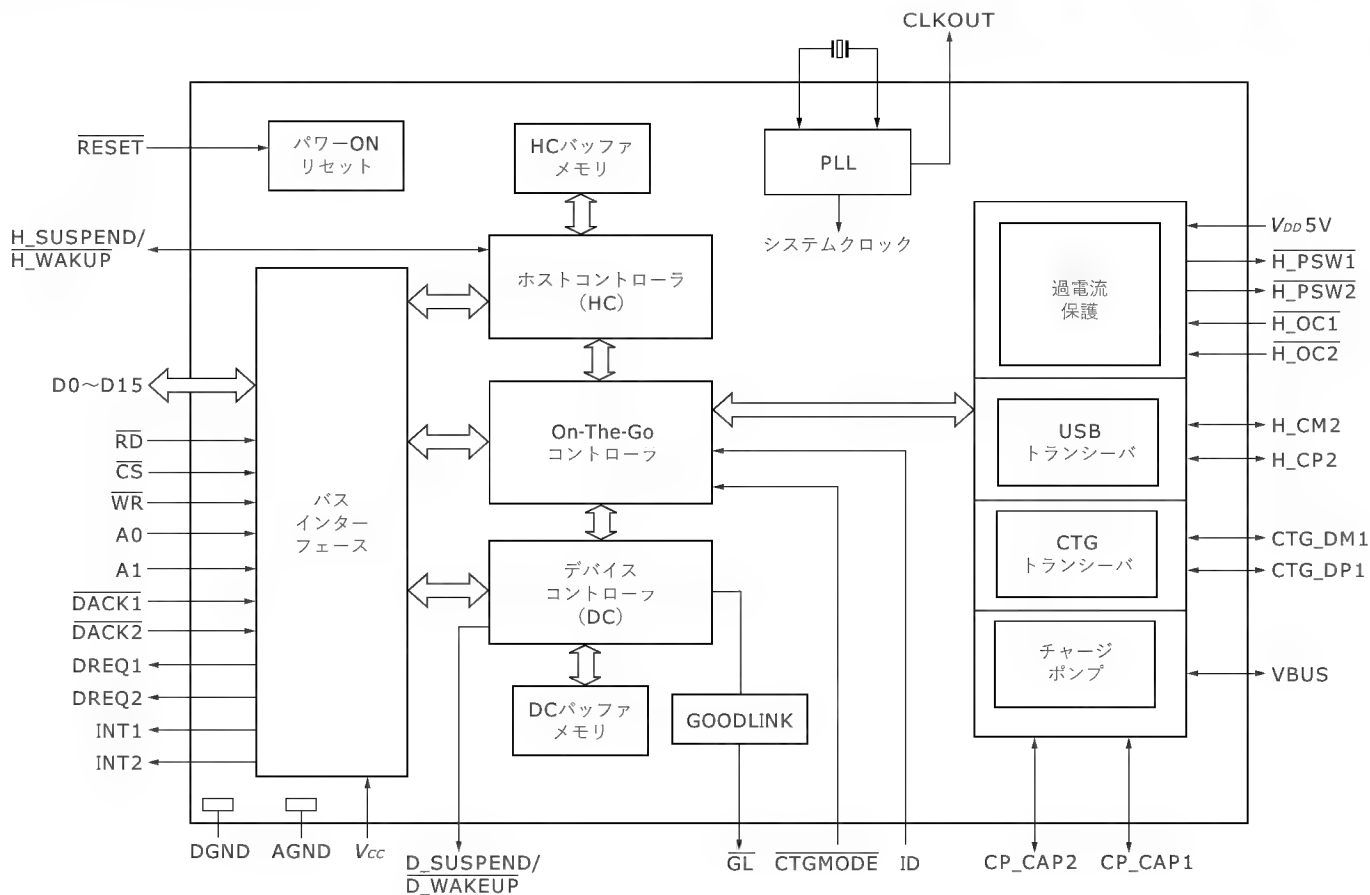 CLKOUT
RESET
パワーON
リセット
HCバッファ
メモリ
PLL
システムクロック
H_SUSPEND/
H_WAKUP
ホストコントローラ
(HC)
VDD 5V
過電流
保護
H_PSW1
H_PSW2
H_OC1
H_OC2
D0～D15
On-The-Go
コントローラ
USB
トランシーバ
H_CM2
H_CP2
RD
CS
WR
A0
A1
DACK1
DACK2
DREQ1
DREQ2
INT1
INT2
バス
インター
フェース
デバイス
コントローラ
(DC)
CTG
トランシーバ
CTG_DM1
CTG_DP1
DCバッファ
メモリ
GOODLINK
チャージ
ポンプ
VBUS
DGND
AGND
VCC
D_SUSPEND/
D_WAKEUP
GL
CTGMODE
ID
CP_CAP2
CP_CAP1